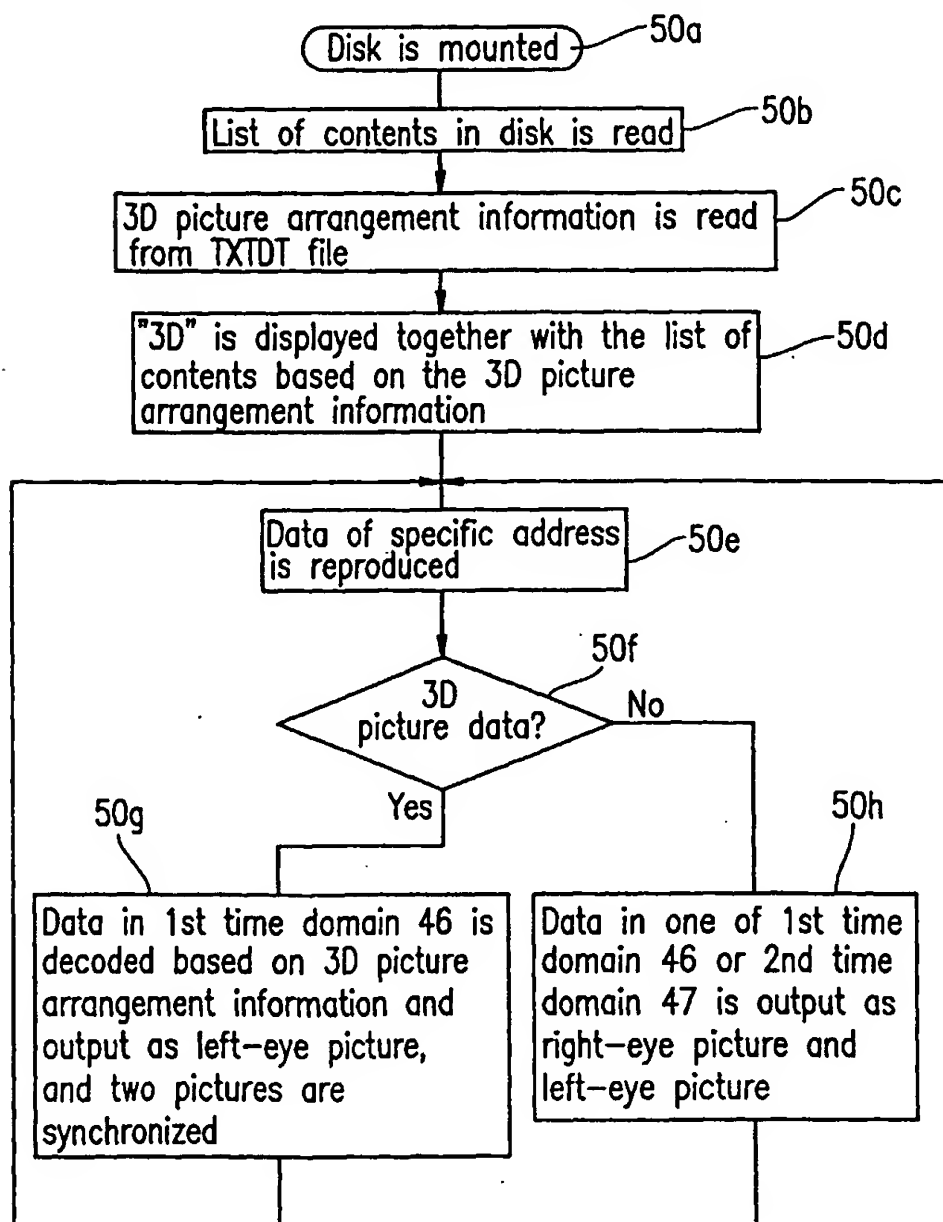 Disk is mounted
50a
List of contents in disk is read
50b
3D picture arrangement information is read
from TXTDT file
50c
"3D" is displayed together with the list of
contents based on the 3D picture
arrangement information
50d
Data of specific address
is reproduced
50e
3D
picture data?
50f
No
Yes
50g
Data in 1st time domain 46 is
decoded based on 3D picture
arrangement information and
output as left-eye picture,
and two pictures are
synchronized
50h
Data in one of 1st time
domain 46 or 2nd time
domain 47 is output as
right-eye picture and
left-eye picture